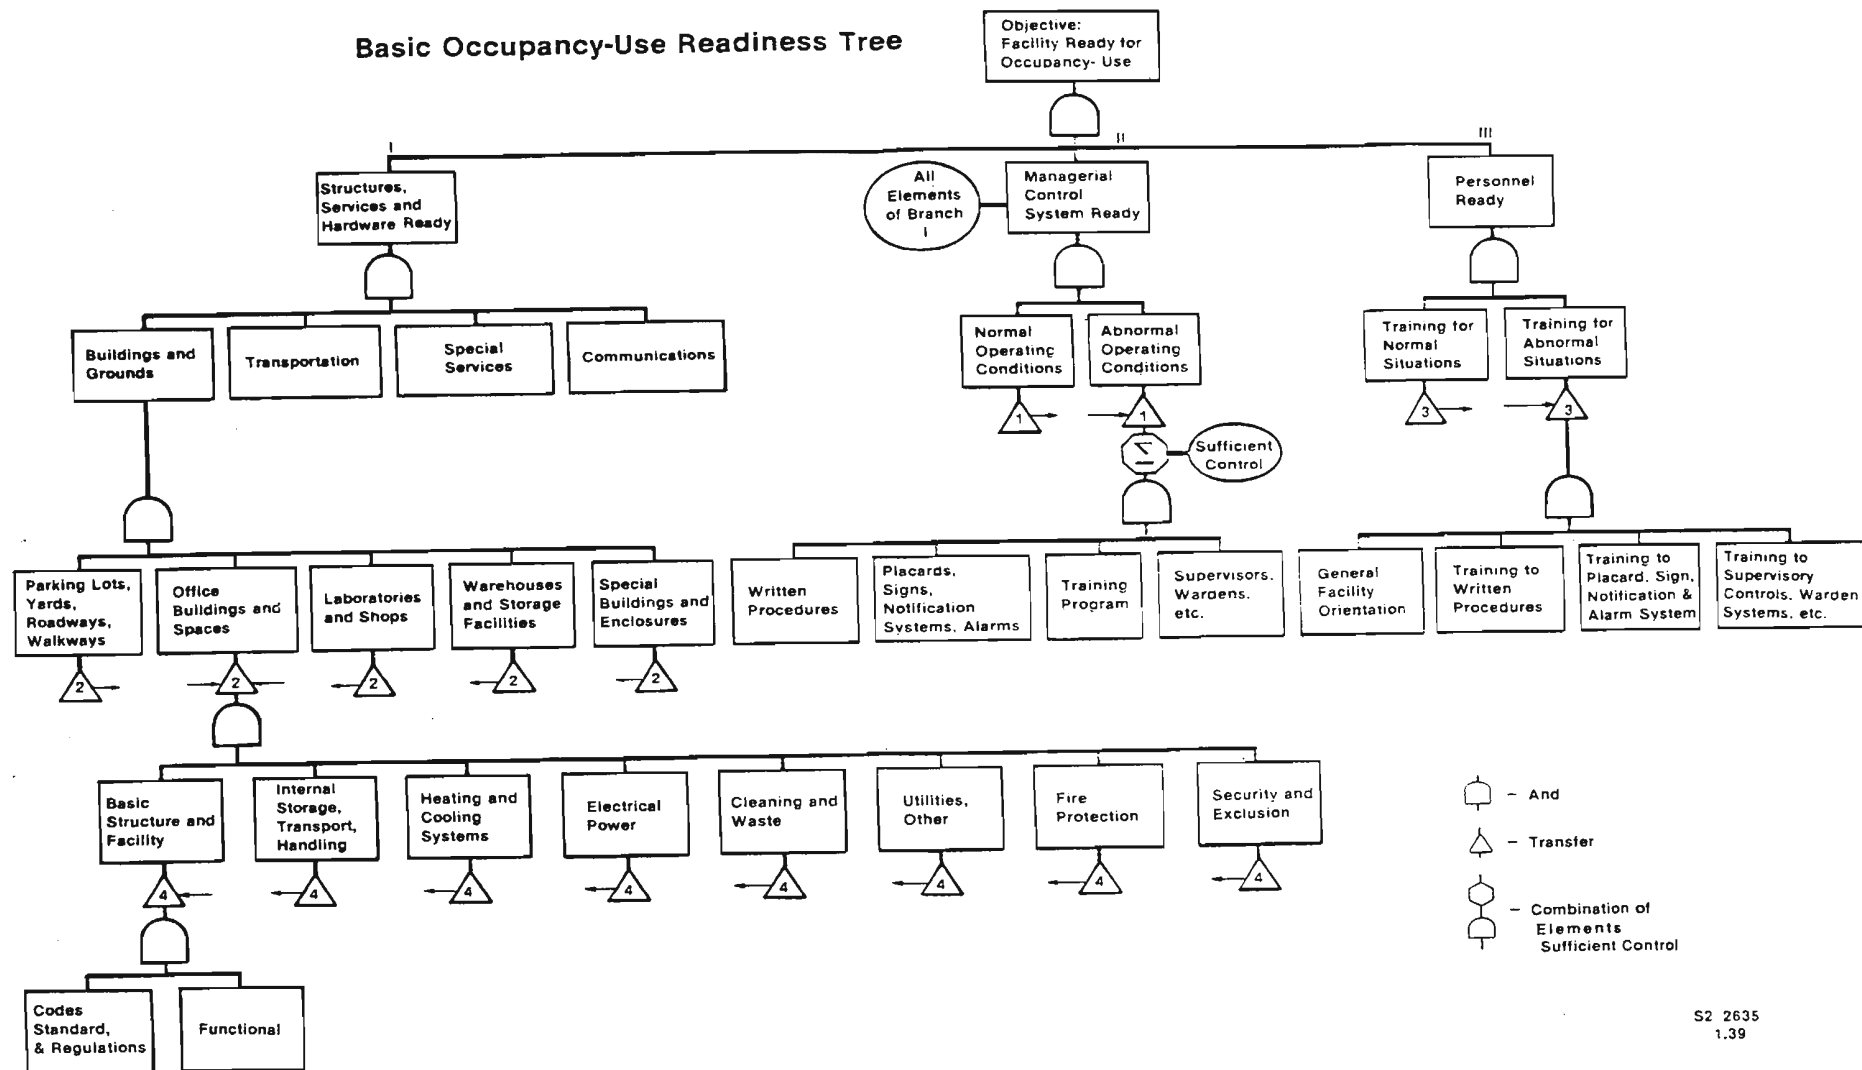 Basic Occupancy-Use Readiness Tree
Objective:
Facility Ready for
Occupancy- Use
I
II
III
Structures,
Services and
Hardware Ready
All
Elements
of Branch
I
Managerial
Control
System Ready
Personnel
Ready
Buildings and
Grounds
Transportation
Special
Services
Communications
Normal
Operating
Conditions
Abnormal
Operating
Conditions
Training for
Normal
Situations
Training for
Abnormal
Situations
1
1
3
3
Σ
Sufficient
Control
Parking Lots,
Yards,
Roadways,
Walkways
Office
Buildings and
Spaces
Laboratories
and Shops
Warehouses
and Storage
Facilities
Special
Buildings and
Enclosures
Written
Procedures
Placards,
Signs,
Notification
Systems, Alarms
Training
Program
Supervisors,
Wardens,
etc.
General
Facility
Orientation
Training to
Written
Procedures
Training to
Placard, Sign,
Notification &
Alarm System
Training to
Supervisory
Controls, Warden
Systems, etc.
2
2
2
2
2
Basic
Structure and
Facility
Internal
Storage,
Transport,
Handling
Heating and
Cooling
Systems
Electrical
Power
Cleaning and
Waste
Utilities,
Other
Fire
Protection
Security and
Exclusion
4
4
4
4
4
4
4
4
Codes
Standard,
& Regulations
Functional
– And
– Transfer
– Combination of
Elements
Sufficient Control
S2 2635
1.39